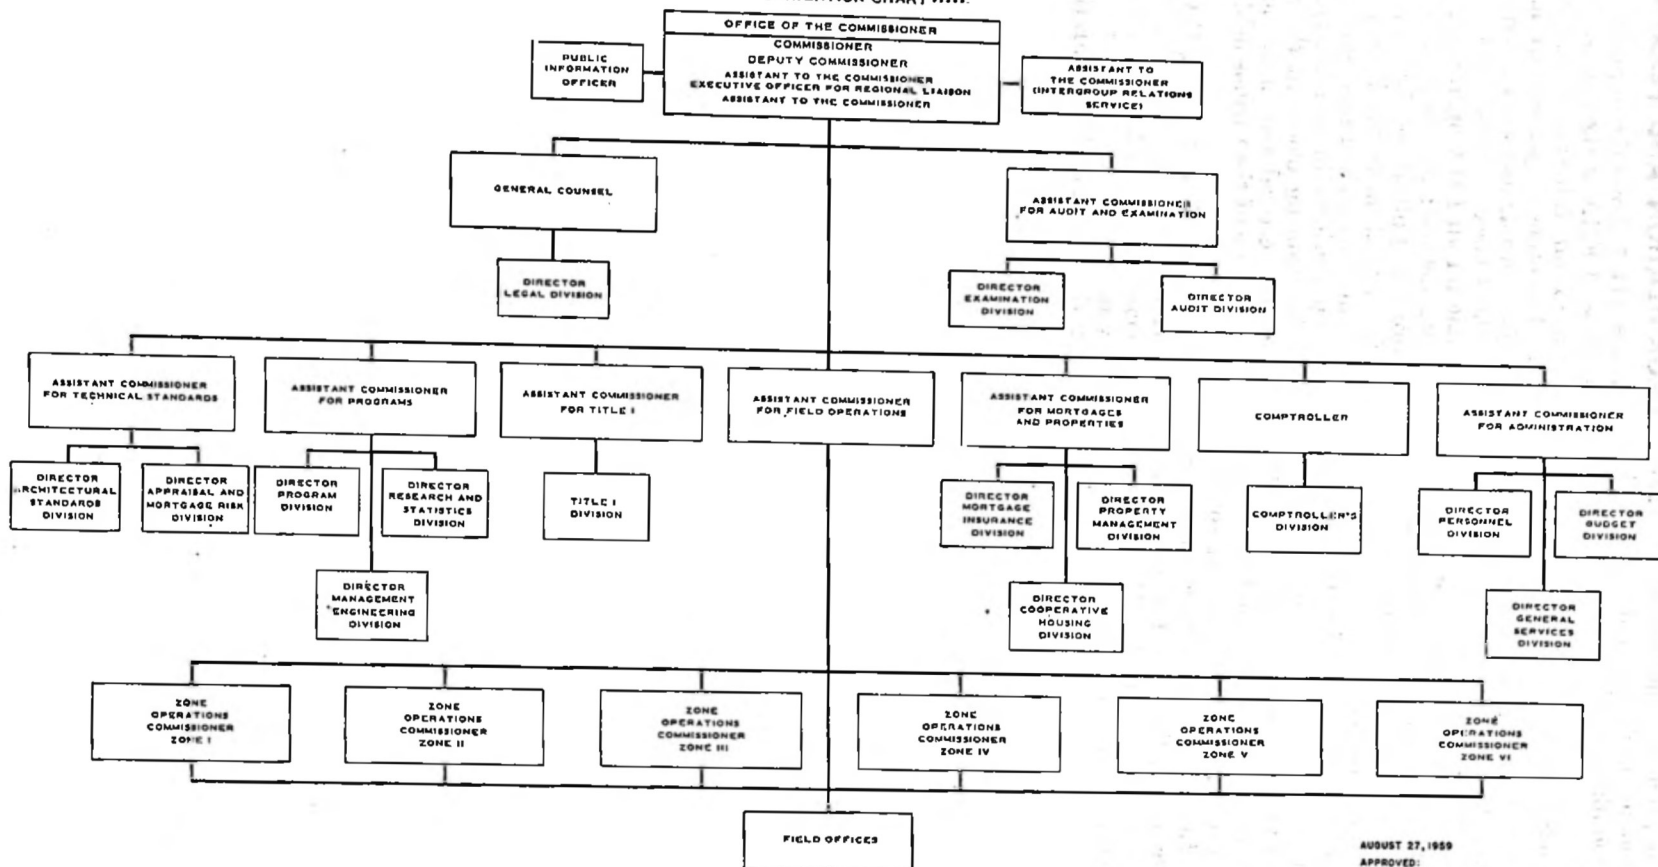 OFFICE OF THE COMMISSIONER
COMMISSIONER
DEPUTY COMMISSIONER
ASSISTANT TO THE COMMISSIONER
EXECUTIVE OFFICER FOR REGIONAL LIAISON
ASSISTANT TO THE COMMISSIONER
PUBLIC
INFORMATION
OFFICER
ASSISTANT TO
THE COMMISSIONER
(INTERGROUP RELATIONS
SERVICE)
GENERAL COUNSEL
ASSISTANT COMMISSIONER
FOR AUDIT AND EXAMINATION
DIRECTOR
LEGAL DIVISION
DIRECTOR
EXAMINATION
DIVISION
DIRECTOR
AUDIT DIVISION
ASSISTANT COMMISSIONER
FOR TECHNICAL STANDARDS
ASSISTANT COMMISSIONER
FOR PROGRAMS
ASSISTANT COMMISSIONER
FOR TITLE I
ASSISTANT COMMISSIONER
FOR FIELD OPERATIONS
ASSISTANT COMMISSIONER
FOR MORTGAGES
AND PROPERTIES
COMPTROLLER
ASSISTANT COMMISSIONER
FOR ADMINISTRATION
DIRECTOR
ARCHITECTURAL
STANDARDS
DIVISION
DIRECTOR
APPRAISAL AND
MORTGAGE RISK
DIVISION
DIRECTOR
PROGRAM
DIVISION
DIRECTOR
RESEARCH AND
STATISTICS
DIVISION
TITLE I
DIVISION
DIRECTOR
MORTGAGE
INSURANCE
DIVISION
DIRECTOR
PROPERTY
MANAGEMENT
DIVISION
COMPTROLLER'S
DIVISION
DIRECTOR
PERSONNEL
DIVISION
DIRECTOR
BUDGET
DIVISION
DIRECTOR
MANAGEMENT
ENGINEERING
DIVISION
DIRECTOR
COOPERATIVE
HOUSING
DIVISION
DIRECTOR
GENERAL
SERVICES
DIVISION
ZONE
OPERATIONS
COMMISSIONER
ZONE I
ZONE
OPERATIONS
COMMISSIONER
ZONE II
ZONE
OPERATIONS
COMMISSIONER
ZONE III
ZONE
OPERATIONS
COMMISSIONER
ZONE IV
ZONE
OPERATIONS
COMMISSIONER
ZONE V
ZONE
OPERATIONS
COMMISSIONER
ZONE VI
FIELD OFFICES
AUGUST 27, 1959
APPROVED: